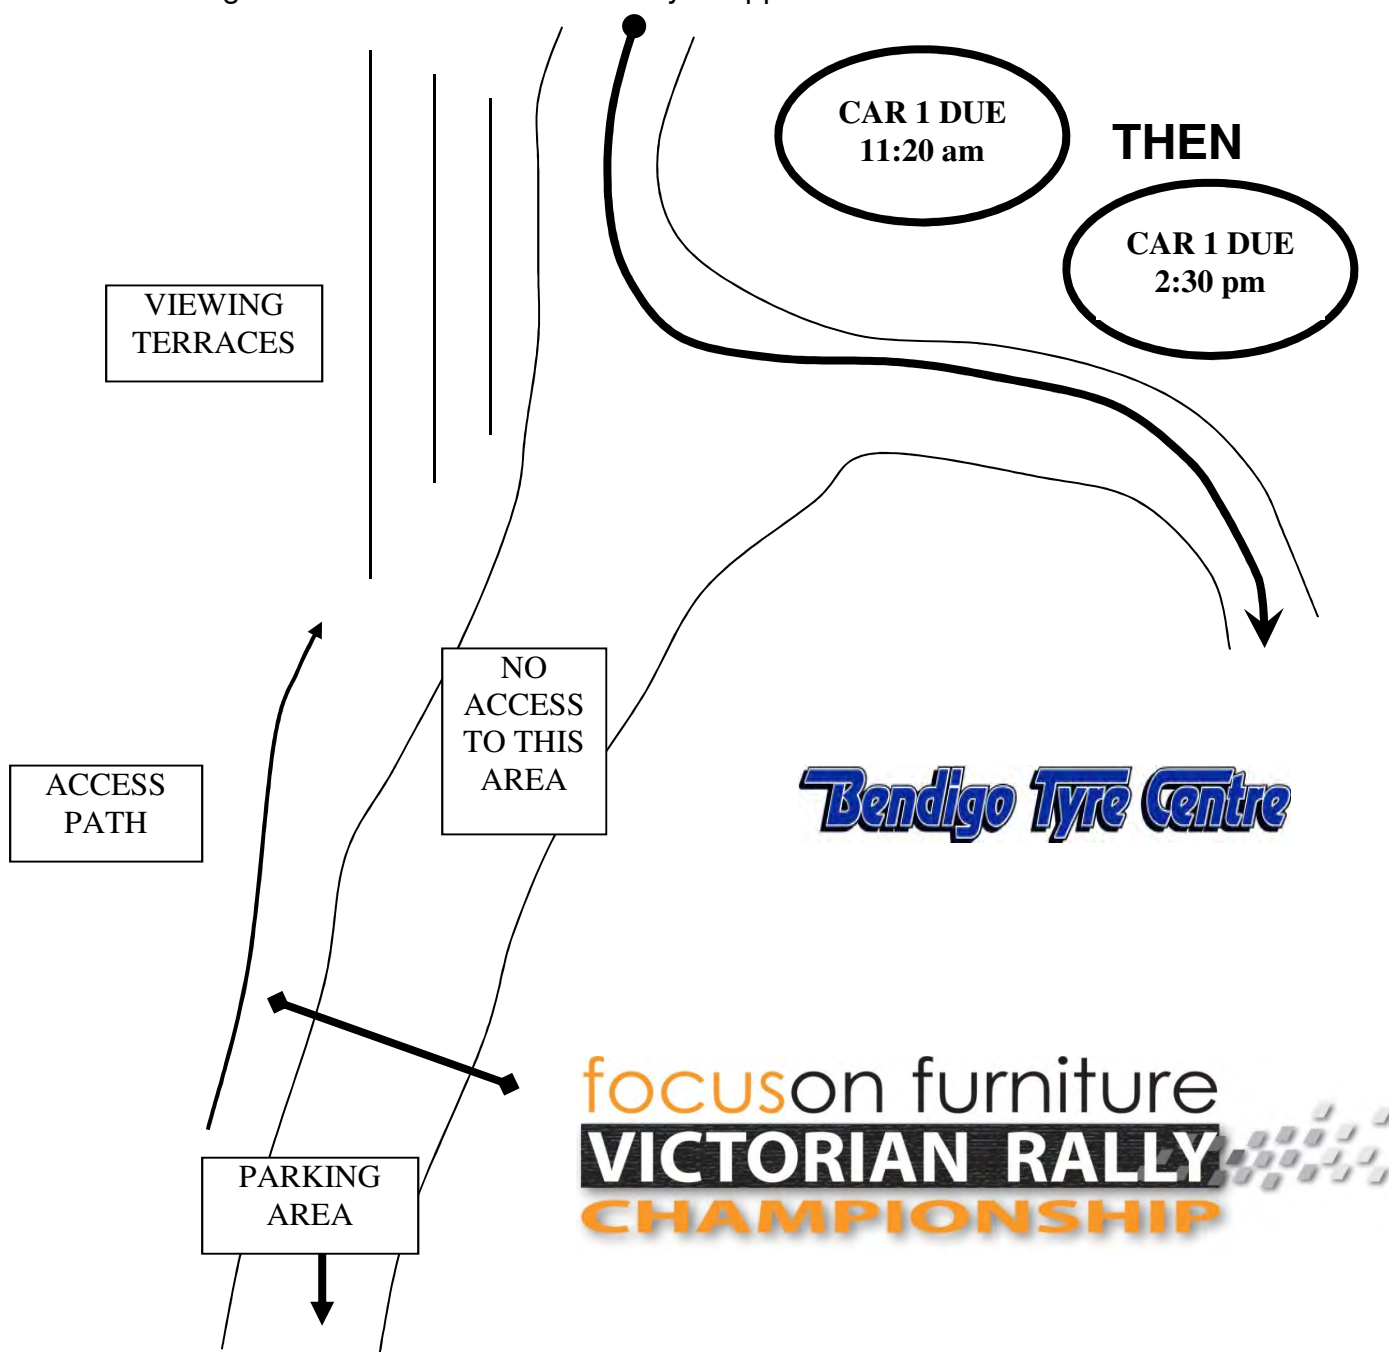 CAR 1 DUE
11:20 am
THEN
CAR 1 DUE
2:30 pm
VIEWING
TERRACES
NO
ACCESS
TO THIS
AREA
ACCESS
PATH
Bendigo Tyre Centre
focuson furniture
VICTORIAN RALLY
CHAMPIONSHIP
PARKING
AREA